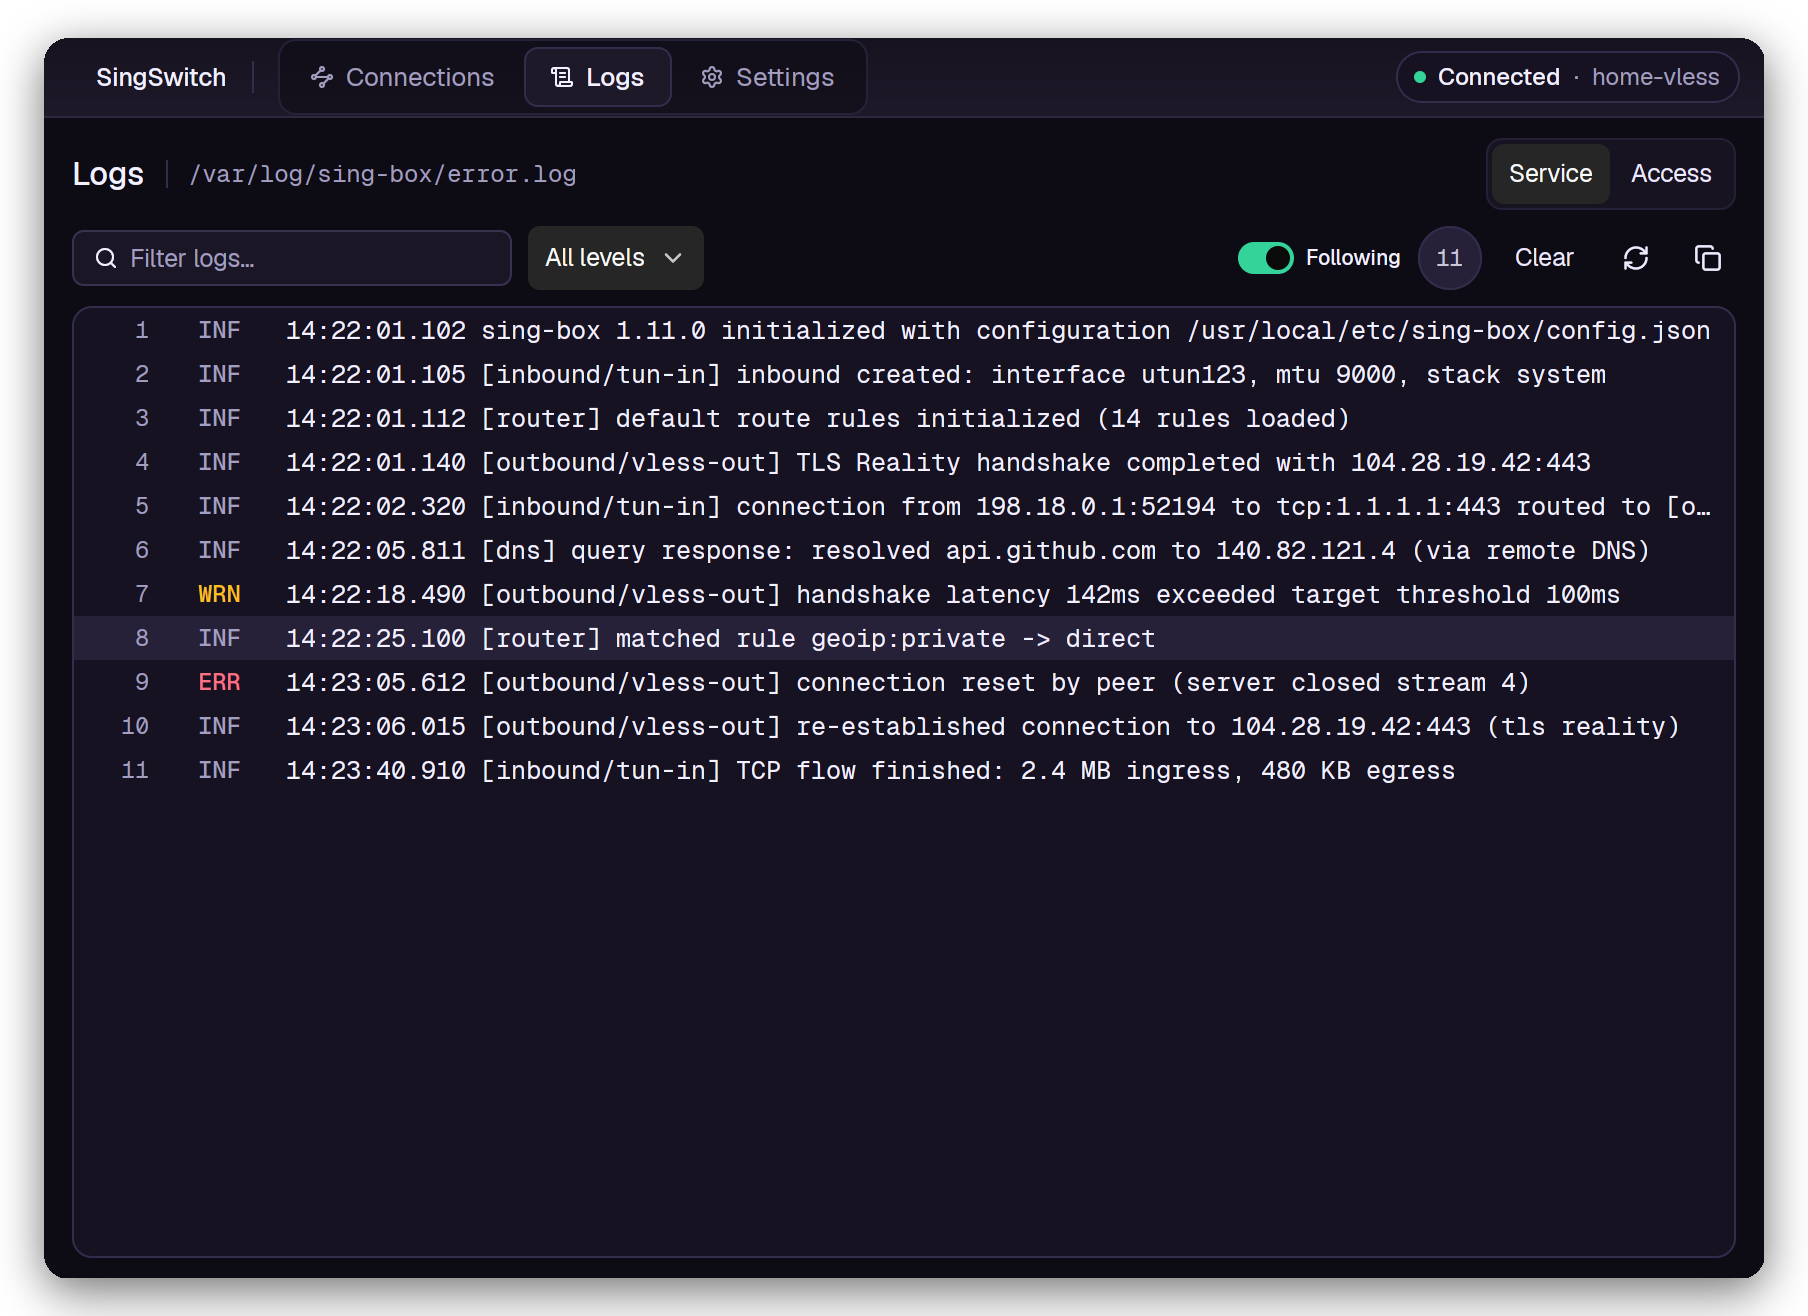 SingSwitch Connections Logs Settings Connected · home-vless
Logs /var/log/sing-box/error.log Service Access
Filter logs... All levels Following 11 Clear
1 INF 14:22:01.102 sing-box 1.11.0 initialized with configuration /usr/local/etc/sing-box/config.json
2 INF 14:22:01.105 [inbound/tun-in] inbound created: interface utun123, mtu 9000, stack system
3 INF 14:22:01.112 [router] default route rules initialized (14 rules loaded)
4 INF 14:22:01.140 [outbound/vless-out] TLS Reality handshake completed with 104.28.19.42:443
5 INF 14:22:02.320 [inbound/tun-in] connection from 198.18.0.1:52194 to tcp:1.1.1.1:443 routed to [o…
6 INF 14:22:05.811 [dns] query response: resolved api.github.com to 140.82.121.4 (via remote DNS)
7 WRN 14:22:18.490 [outbound/vless-out] handshake latency 142ms exceeded target threshold 100ms
8 INF 14:22:25.100 [router] matched rule geoip:private -> direct
9 ERR 14:23:05.612 [outbound/vless-out] connection reset by peer (server closed stream 4)
10 INF 14:23:06.015 [outbound/vless-out] re-established connection to 104.28.19.42:443 (tls reality)
11 INF 14:23:40.910 [inbound/tun-in] TCP flow finished: 2.4 MB ingress, 480 KB egress